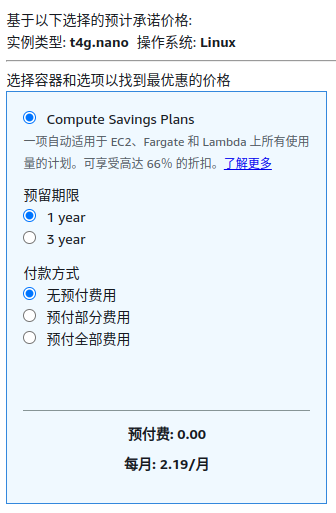 基于以下选择的预计承诺价格:
实例类型: t4g.nano 操作系统: Linux
选择容器和选项以找到最优惠的价格
Compute Savings Plans
一项自动适用于 EC2、Fargate 和 Lambda 上所有使用
量的计划。可享受高达 66% 的折扣。了解更多
预留期限
1 year
3 year
付款方式
无预付费用
预付部分费用
预付全部费用
预付费: 0.00
每月: 2.19/月